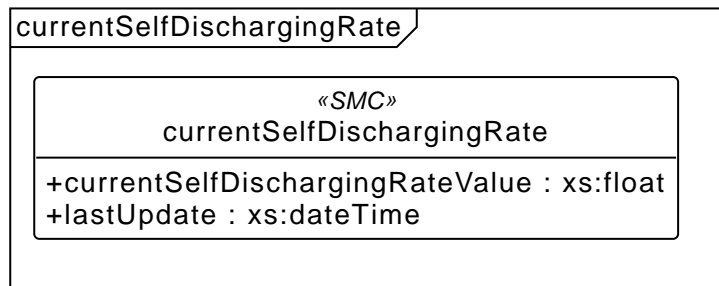 currentSelfDischargingRate
«SMC»
currentSelfDischargingRate
+currentSelfDischargingRateValue : xs:float
+lastUpdate : xs:dateTime